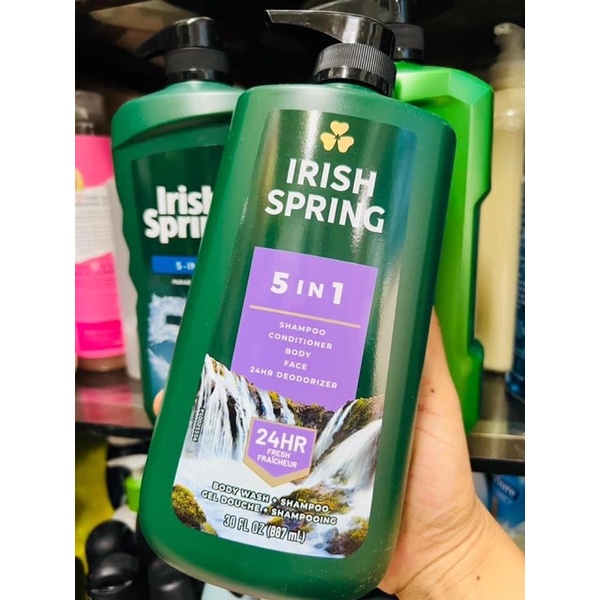 IRISH
SPRING
5 IN 1
SHAMPOO
CONDITIONER
BODY
FACE
24HR DEODORIZER
24HR
FRESH
FRAÎCHEUR
BODY WASH + SHAMPOO
GEL DOUCHE + SHAMPOOING
30 FL OZ (887 mL)
Irish
Sprin
5-IN